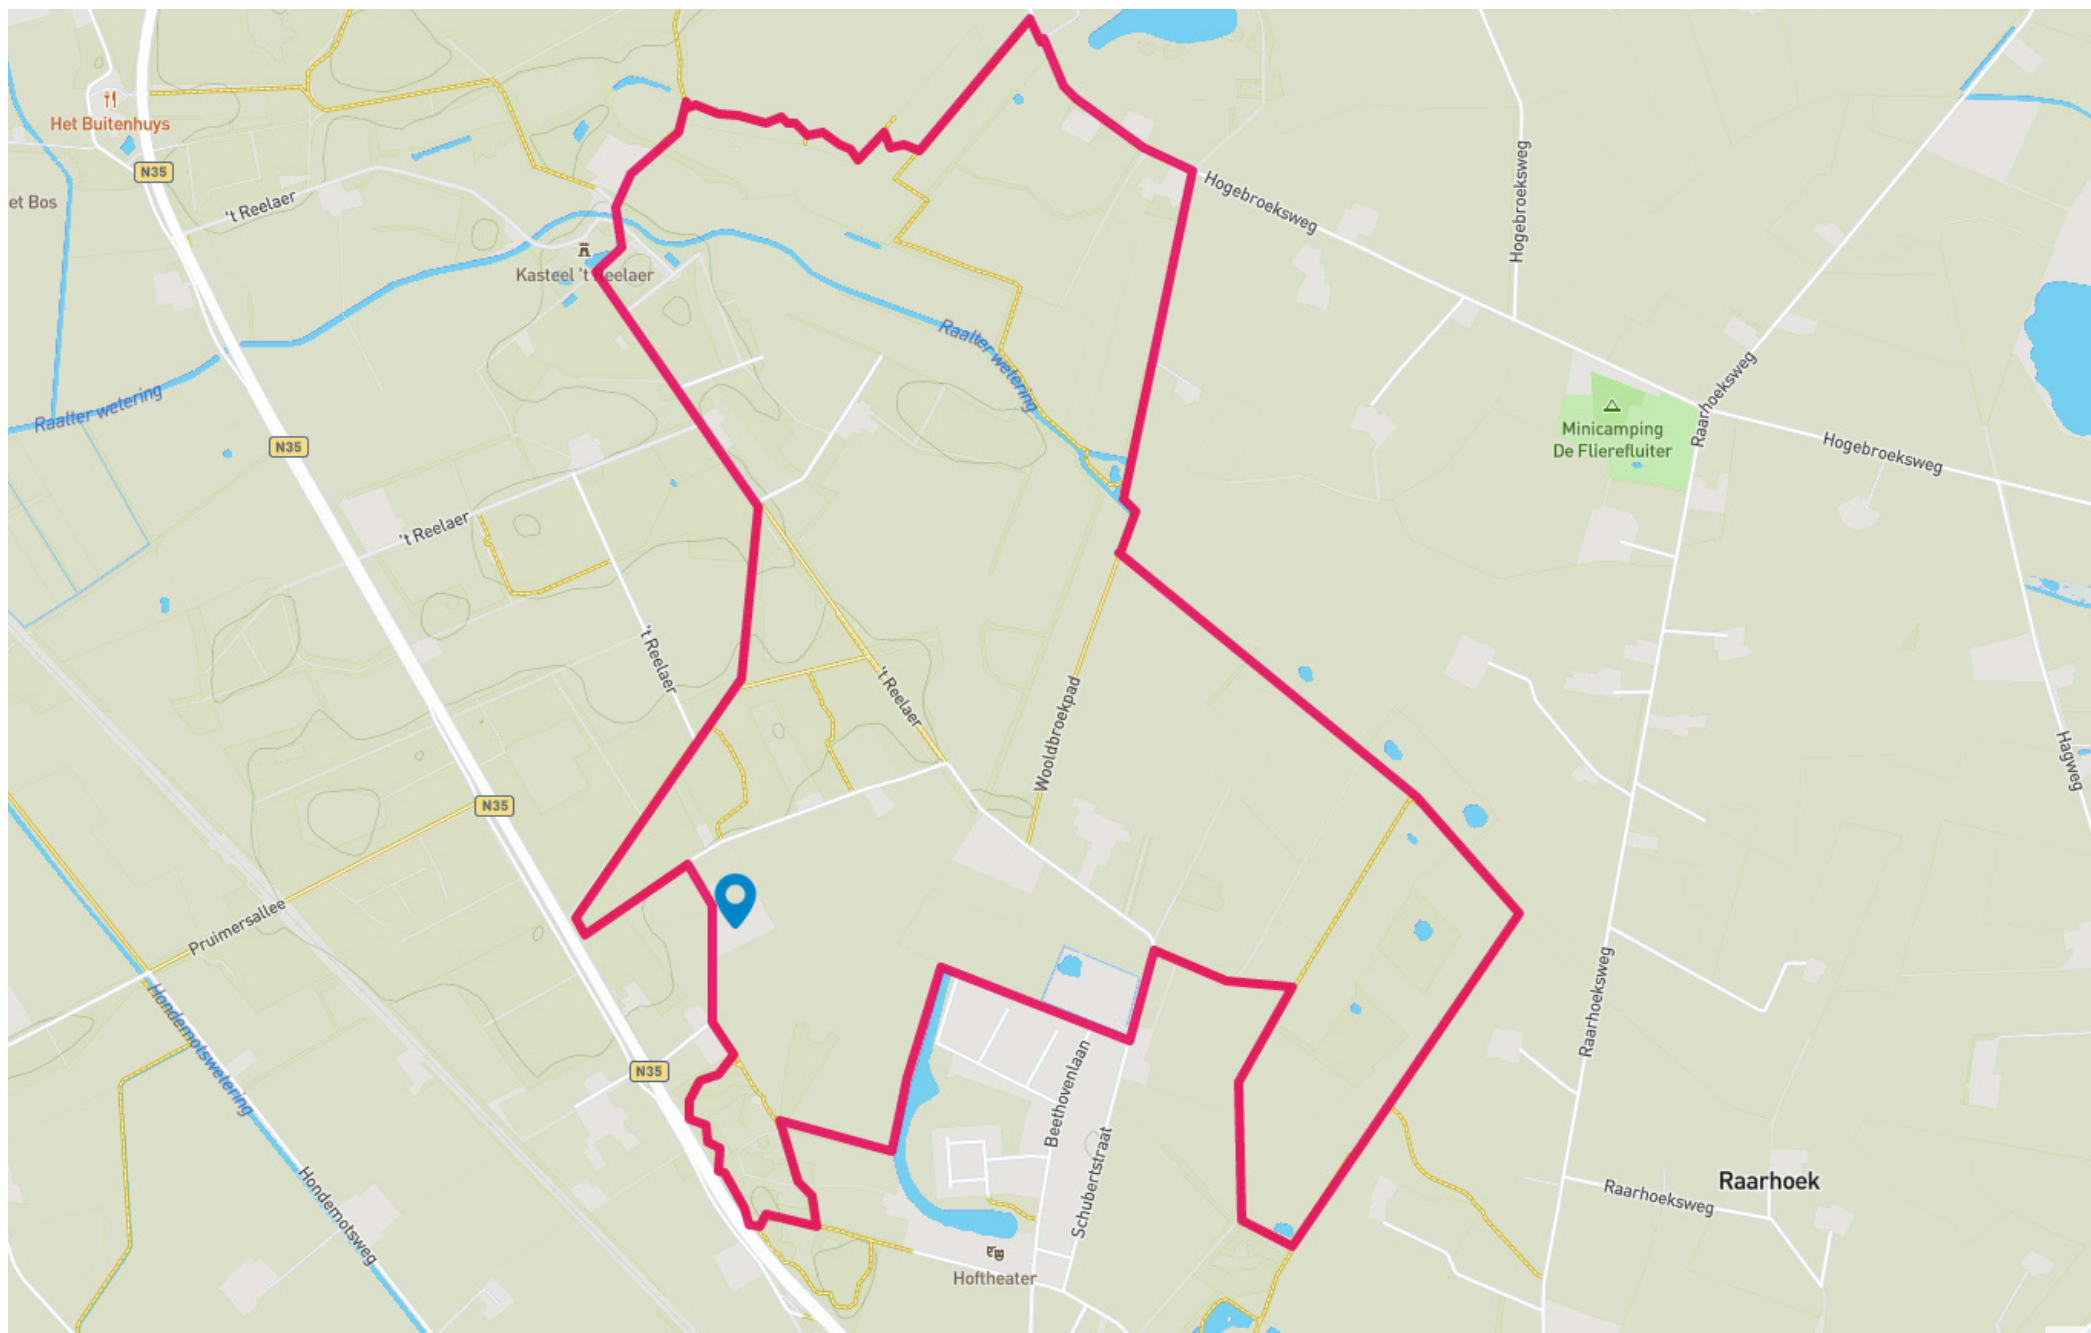 Het Buitenhuys
N35
et Bos
't Reelaer
Kasteel 't Reelaer
Hogebroeksweg
Hogebroeksweg
Raalter wetering
Raalter wetering
N35
't Reelaer
Raarhoeksweg
Minicamping
De Flierefluiter
Hogebroeksweg
't Reelaer
't Reelaer
Wooldbroekpad
Hagweg
N35
Pruimersallee
Hondemotswetering
N35
Raarhoeksweg
Beethovenlaan
Schubertstraat
Hondemotsweg
Raarhoek
Raarhoeksweg
Hoftheater